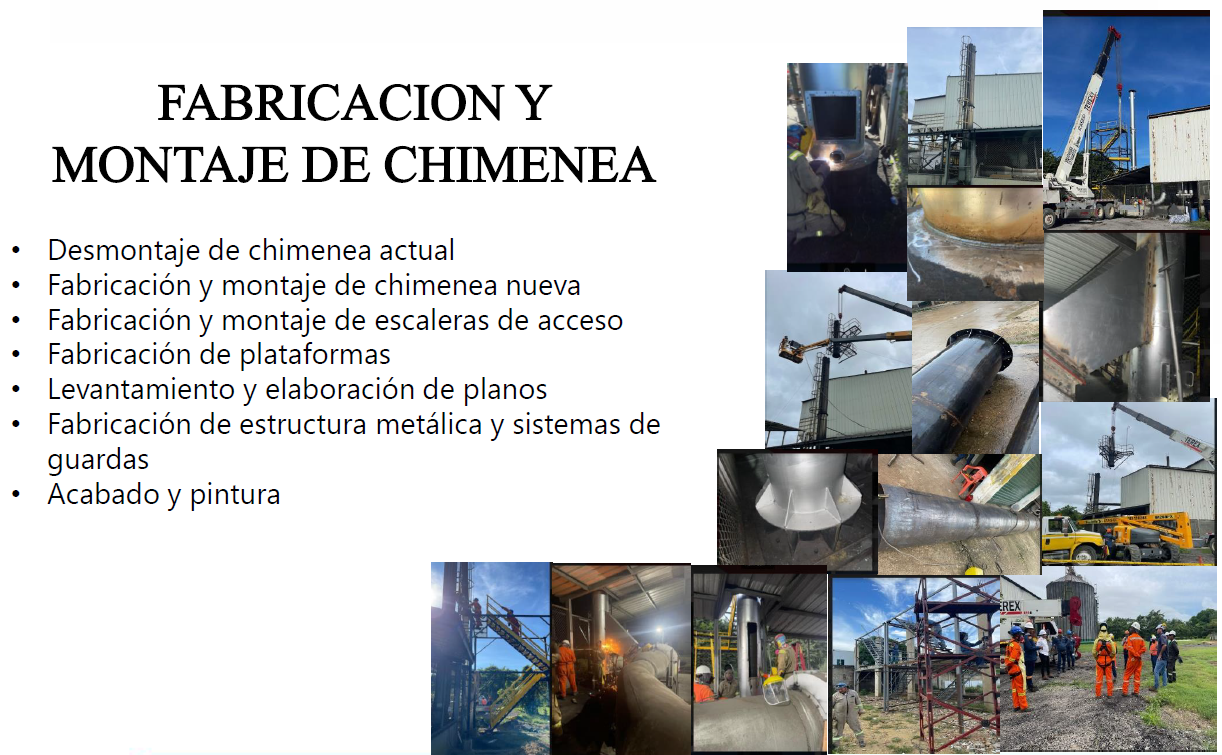 FABRICACION Y
MONTAJE DE CHIMENEA
• Desmontaje de chimenea actual
• Fabricación y montaje de chimenea nueva
• Fabricación y montaje de escaleras de acceso
• Fabricación de plataformas
• Levantamiento y elaboración de planos
• Fabricación de estructura metálica y sistemas de
guardas
• Acabado y pintura
TEREX
TEREX
EREX